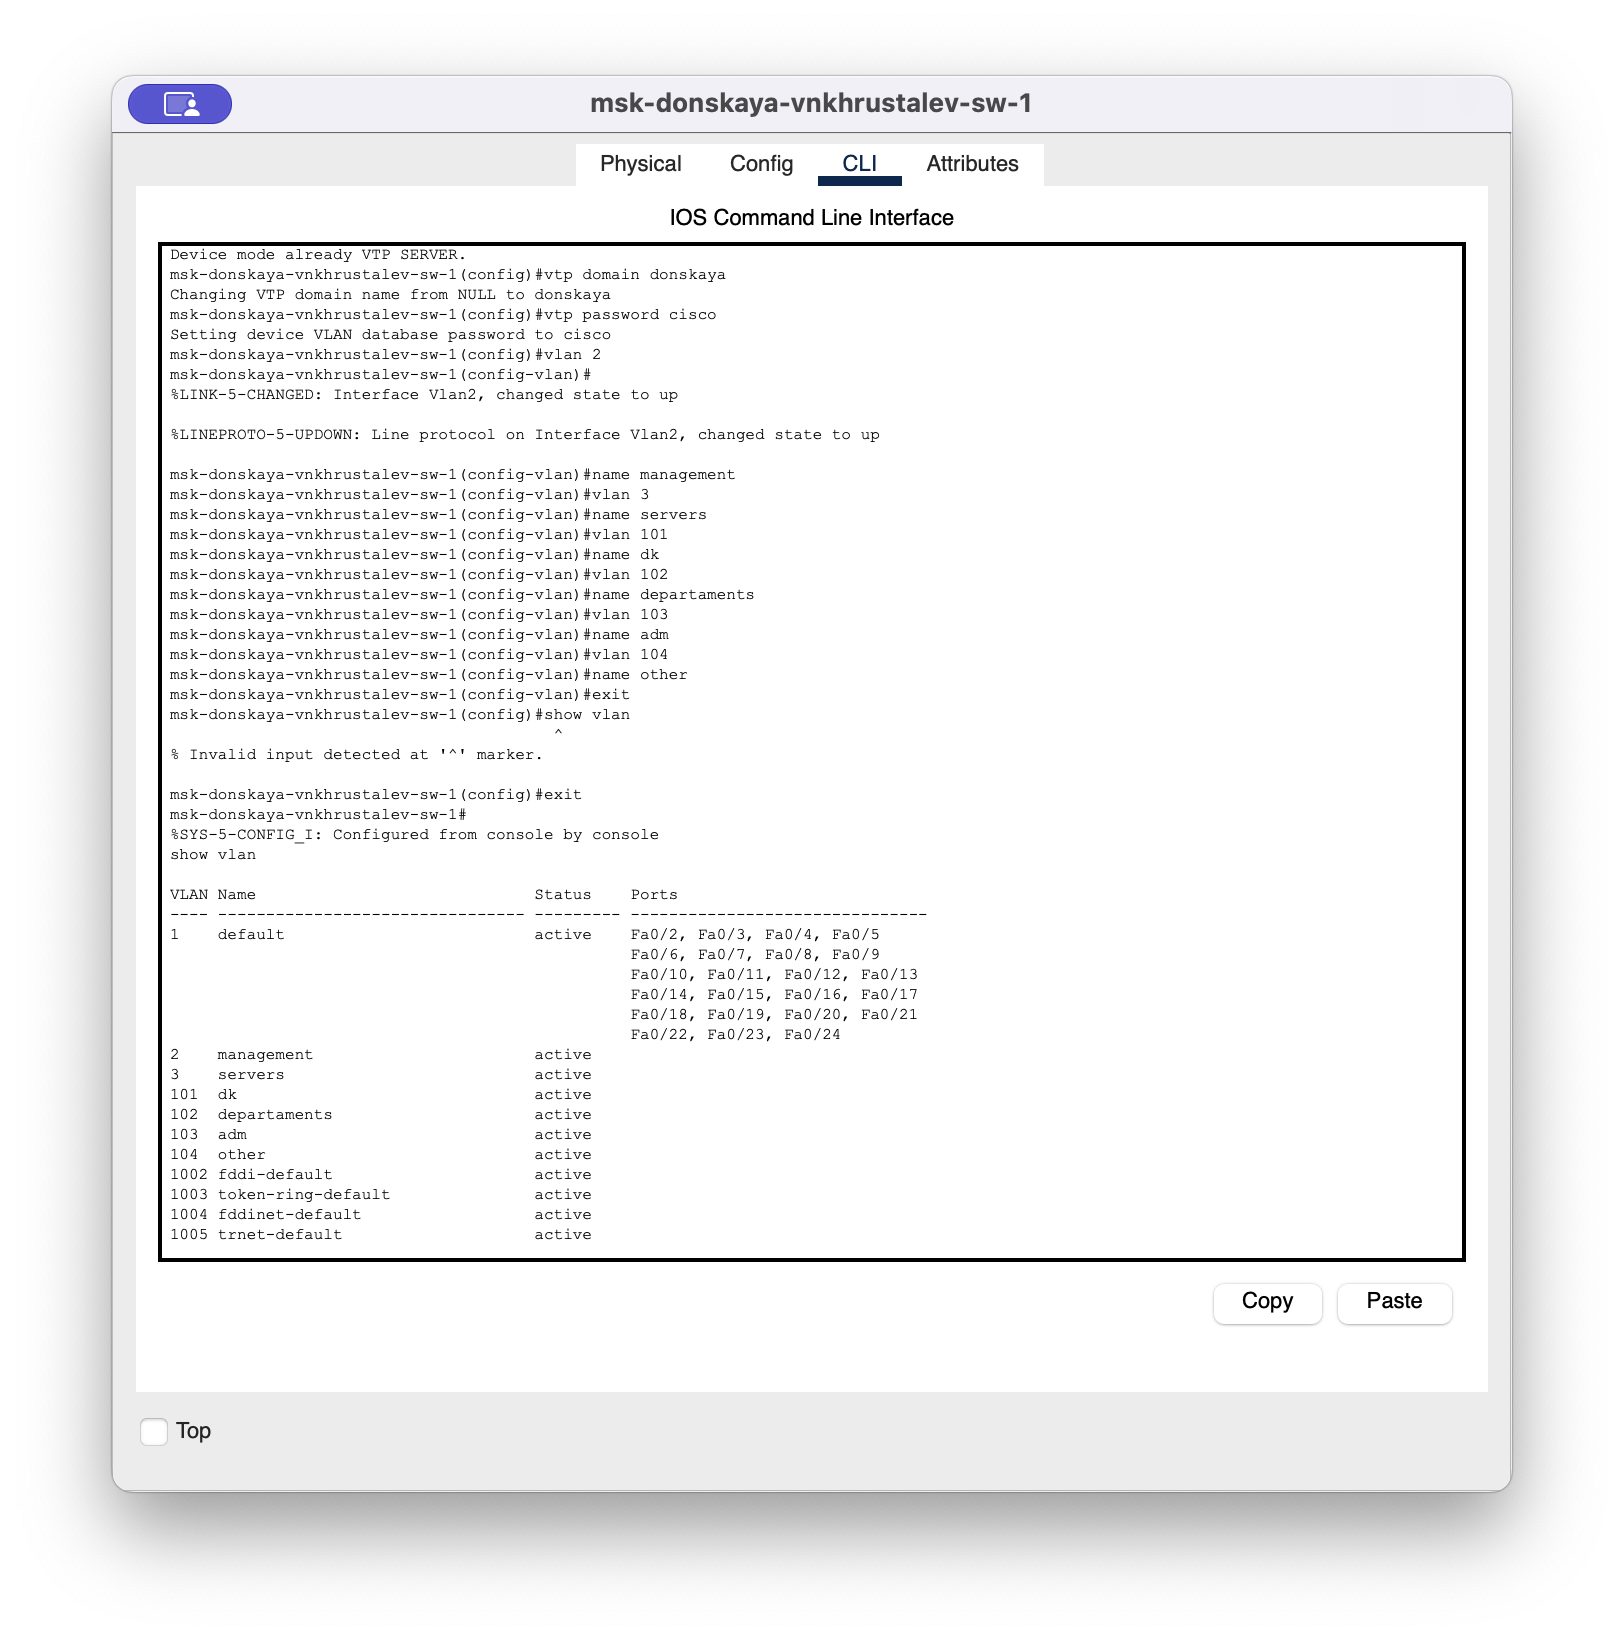 msk-donskaya-vnkhrustalev-sw-1
Physical Config CLI Attributes
IOS Command Line Interface
Device mode already VTP SERVER.
msk-donskaya-vnkhrustalev-sw-1(config)#vtp domain donskaya
Changing VTP domain name from NULL to donskaya
msk-donskaya-vnkhrustalev-sw-1(config)#vtp password cisco
Setting device VLAN database password to cisco
msk-donskaya-vnkhrustalev-sw-1(config)#vlan 2
msk-donskaya-vnkhrustalev-sw-1(config-vlan)#
%LINK-5-CHANGED: Interface Vlan2, changed state to up
%LINEPROTO-5-UPDOWN: Line protocol on Interface Vlan2, changed state to up
msk-donskaya-vnkhrustalev-sw-1(config-vlan)#name management
msk-donskaya-vnkhrustalev-sw-1(config-vlan)#vlan 3
msk-donskaya-vnkhrustalev-sw-1(config-vlan)#name servers
msk-donskaya-vnkhrustalev-sw-1(config-vlan)#vlan 101
msk-donskaya-vnkhrustalev-sw-1(config-vlan)#name dk
msk-donskaya-vnkhrustalev-sw-1(config-vlan)#vlan 102
msk-donskaya-vnkhrustalev-sw-1(config-vlan)#name departaments
msk-donskaya-vnkhrustalev-sw-1(config-vlan)#vlan 103
msk-donskaya-vnkhrustalev-sw-1(config-vlan)#name adm
msk-donskaya-vnkhrustalev-sw-1(config-vlan)#vlan 104
msk-donskaya-vnkhrustalev-sw-1(config-vlan)#name other
msk-donskaya-vnkhrustalev-sw-1(config-vlan)#exit
msk-donskaya-vnkhrustalev-sw-1(config)#show vlan
^
% Invalid input detected at '^' marker.
msk-donskaya-vnkhrustalev-sw-1(config)#exit
msk-donskaya-vnkhrustalev-sw-1#
%SYS-5-CONFIG_I: Configured from console by console
show vlan
VLAN Name Status Ports
---- -------------------------------- --------- -------------------------------
1 default active Fa0/2, Fa0/3, Fa0/4, Fa0/5
Fa0/6, Fa0/7, Fa0/8, Fa0/9
Fa0/10, Fa0/11, Fa0/12, Fa0/13
Fa0/14, Fa0/15, Fa0/16, Fa0/17
Fa0/18, Fa0/19, Fa0/20, Fa0/21
Fa0/22, Fa0/23, Fa0/24
2 management active
3 servers active
101 dk active
102 departaments active
103 adm active
104 other active
1002 fddi-default active
1003 token-ring-default active
1004 fddinet-default active
1005 trnet-default active
Copy Paste
Top